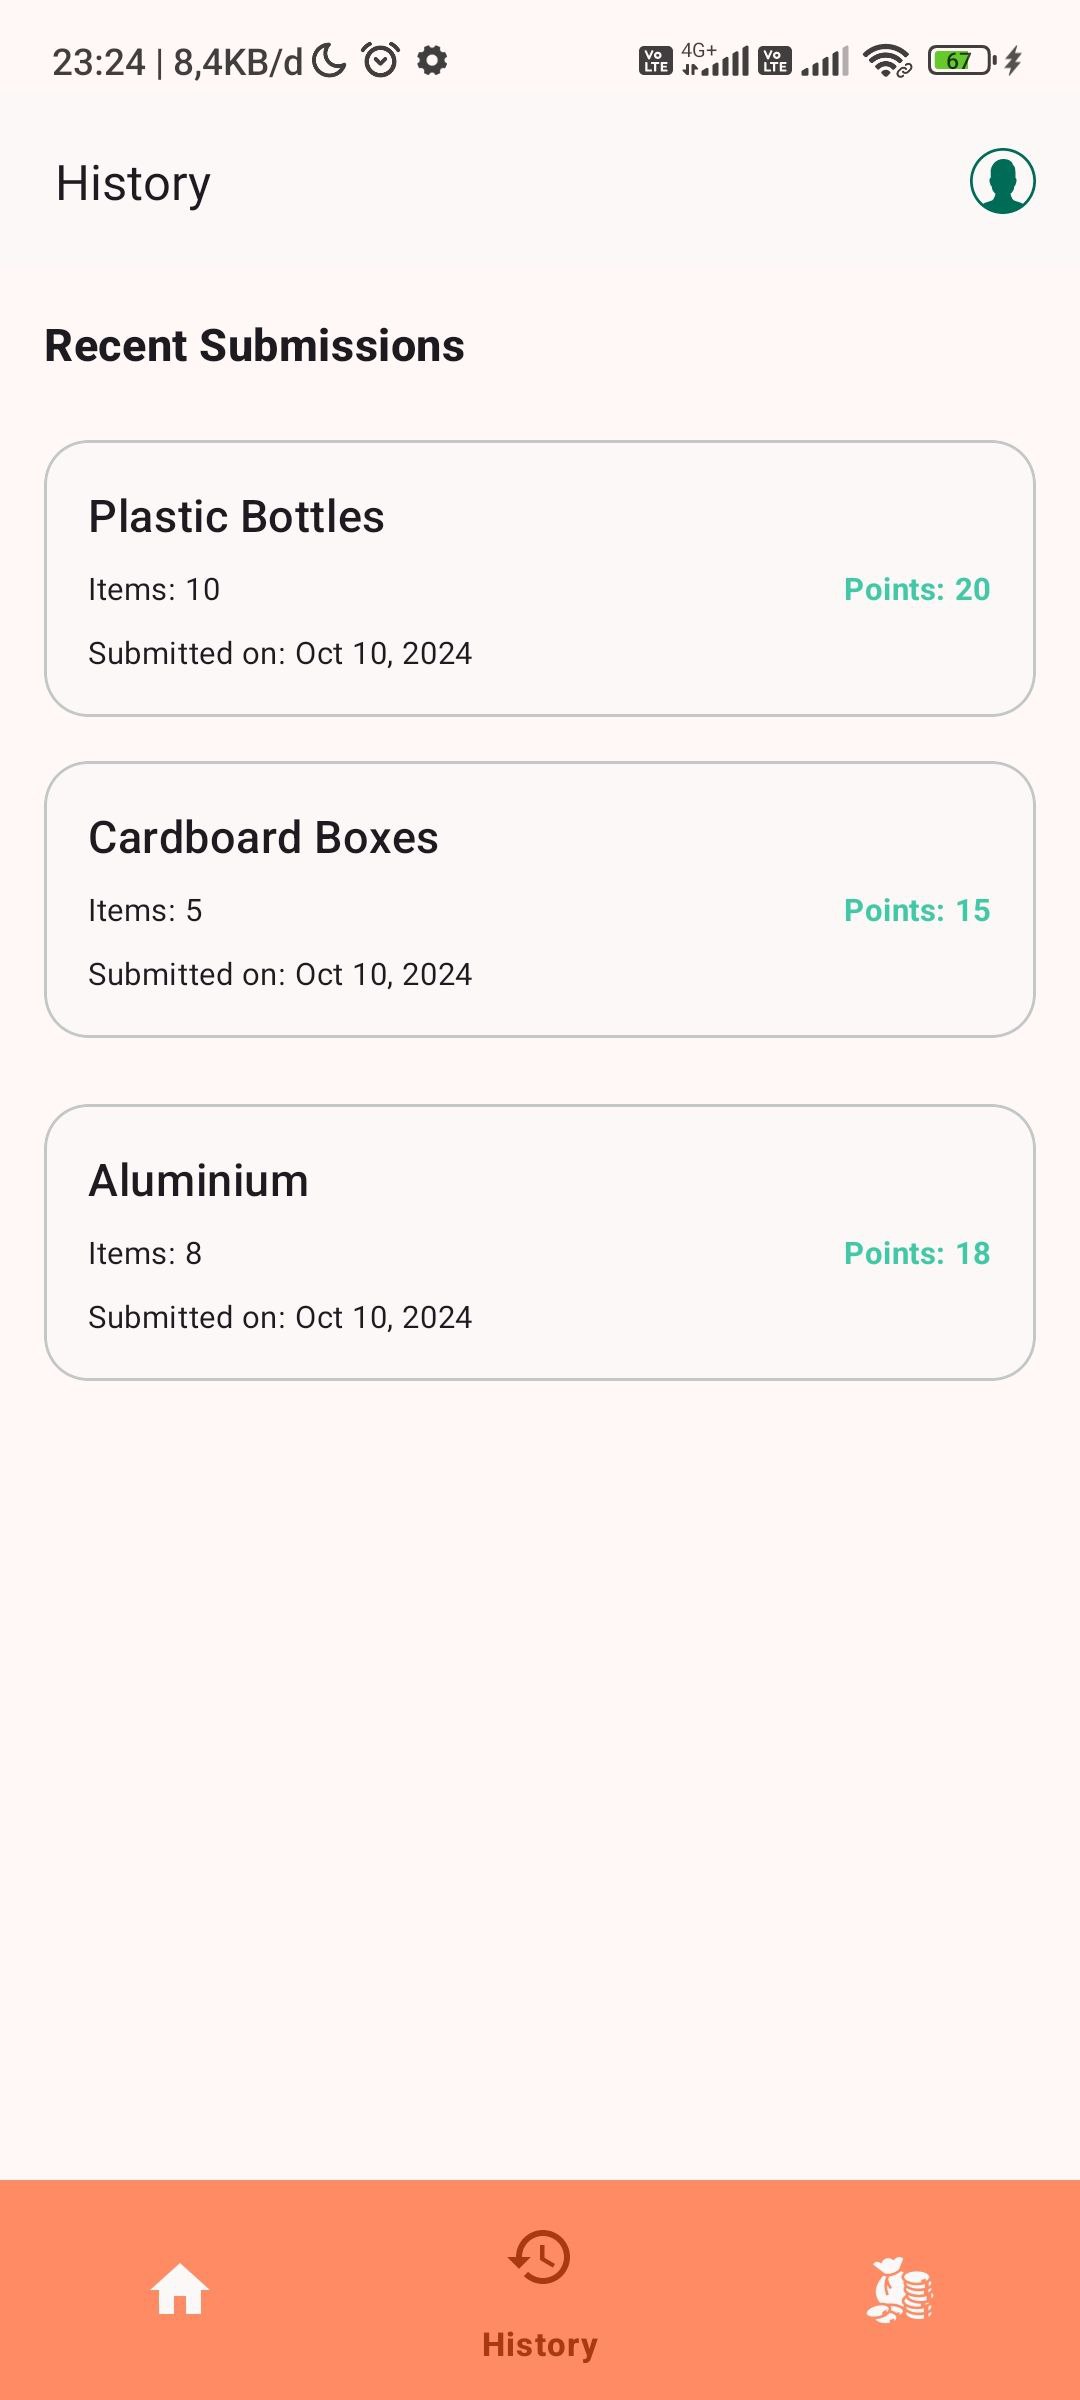 23:24 | 8,4KB/d
Vo LTE 4G+ Vo LTE 67
History
Recent Submissions
Plastic Bottles
Items: 10
Points: 20
Submitted on: Oct 10, 2024
Cardboard Boxes
Items: 5
Points: 15
Submitted on: Oct 10, 2024
Aluminium
Items: 8
Points: 18
Submitted on: Oct 10, 2024
History